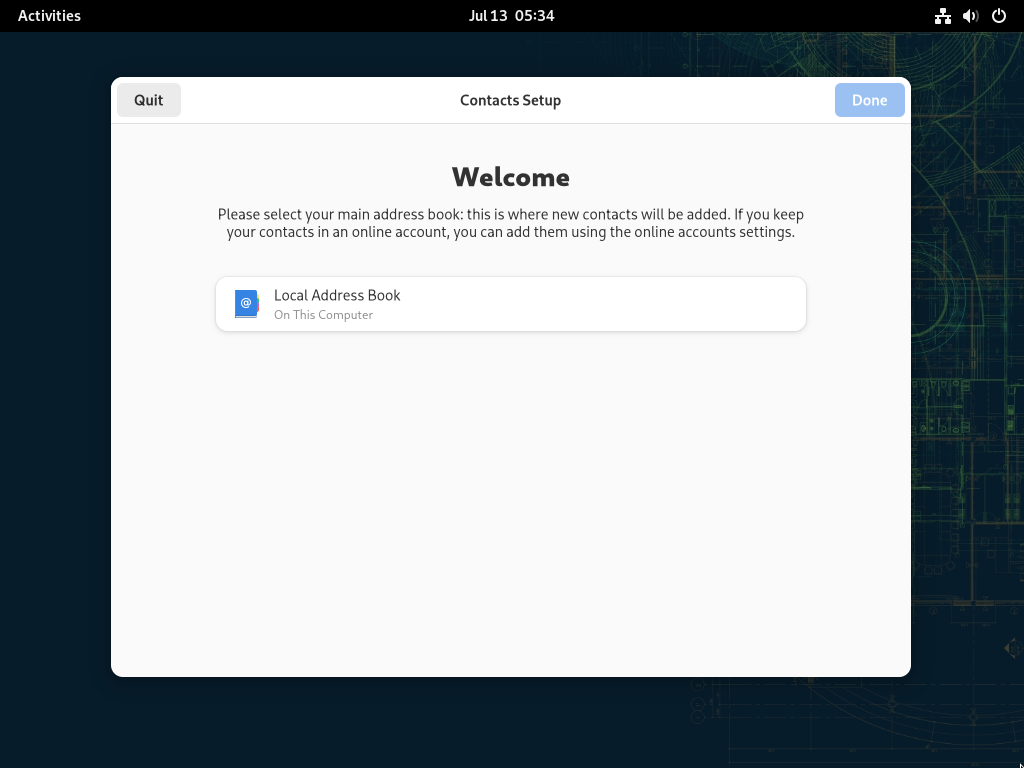 Activities
Jul 13 05:34
Quit
Contacts Setup
Done
Welcome
Please select your main address book: this is where new contacts will be added. If you keep
your contacts in an online account, you can add them using the online accounts settings.
@
Local Address Book
On This Computer